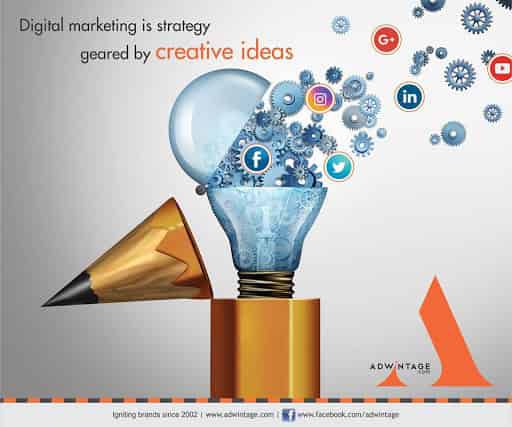 Digital marketing is strategy
geared by creative ideas
G+
in
f
ADWINTAGE
.COM
Igniting brands since 2002 | www.adwintage.com | f www.facebook.com/adwintage